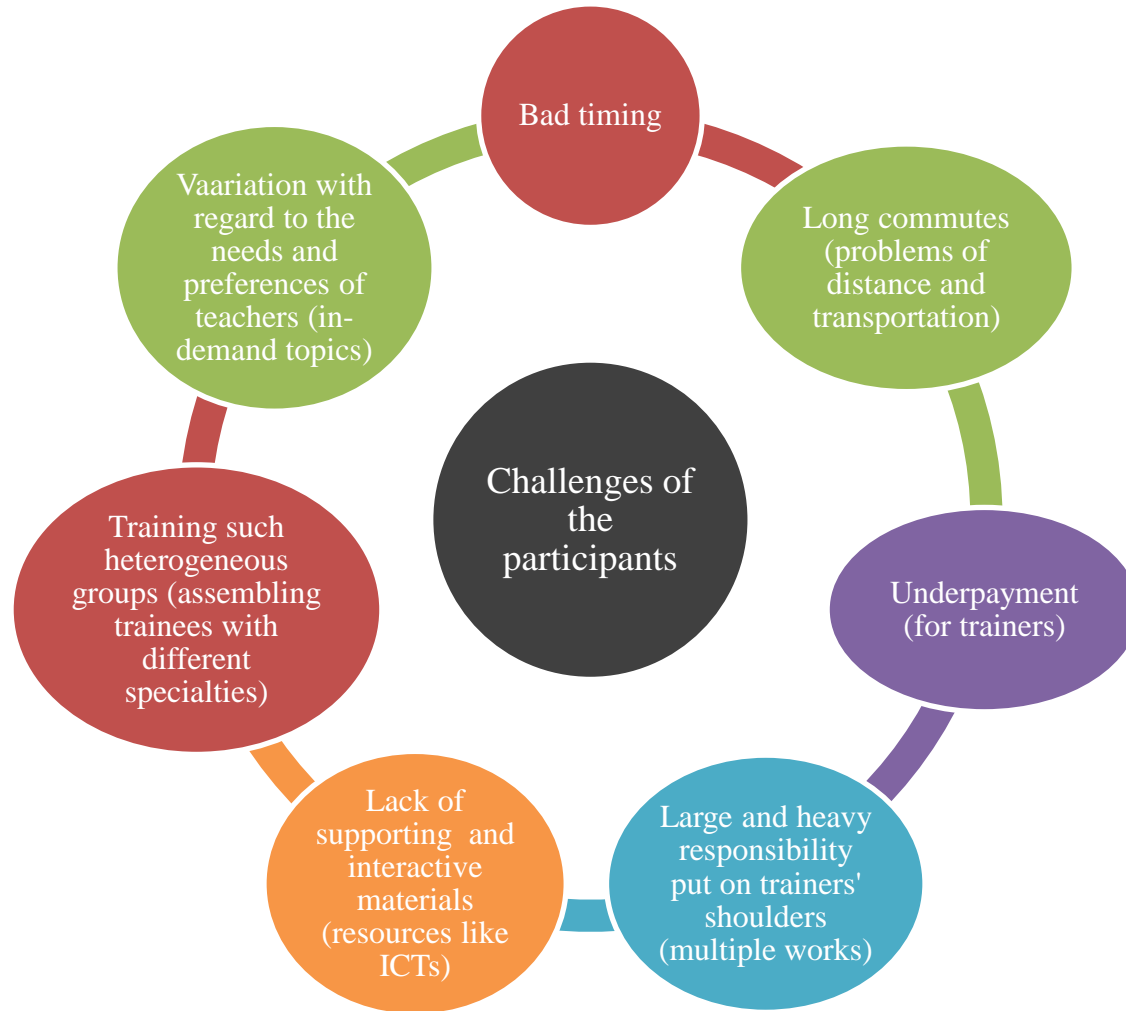 Bad timing
Long commutes
(problems of
distance and
transportation)
Underpayment
(for trainers)
Large and heavy
responsibility
put on trainers'
shoulders
(multiple works)
Lack of
supporting and
interactive
materials
(resources like
ICTs)
Training such
heterogeneous
groups (assembling
trainees with
different
specialties)
Vaariation with
regard to the
needs and
preferences of
teachers (in-
demand topics)
Challenges of
the
participants